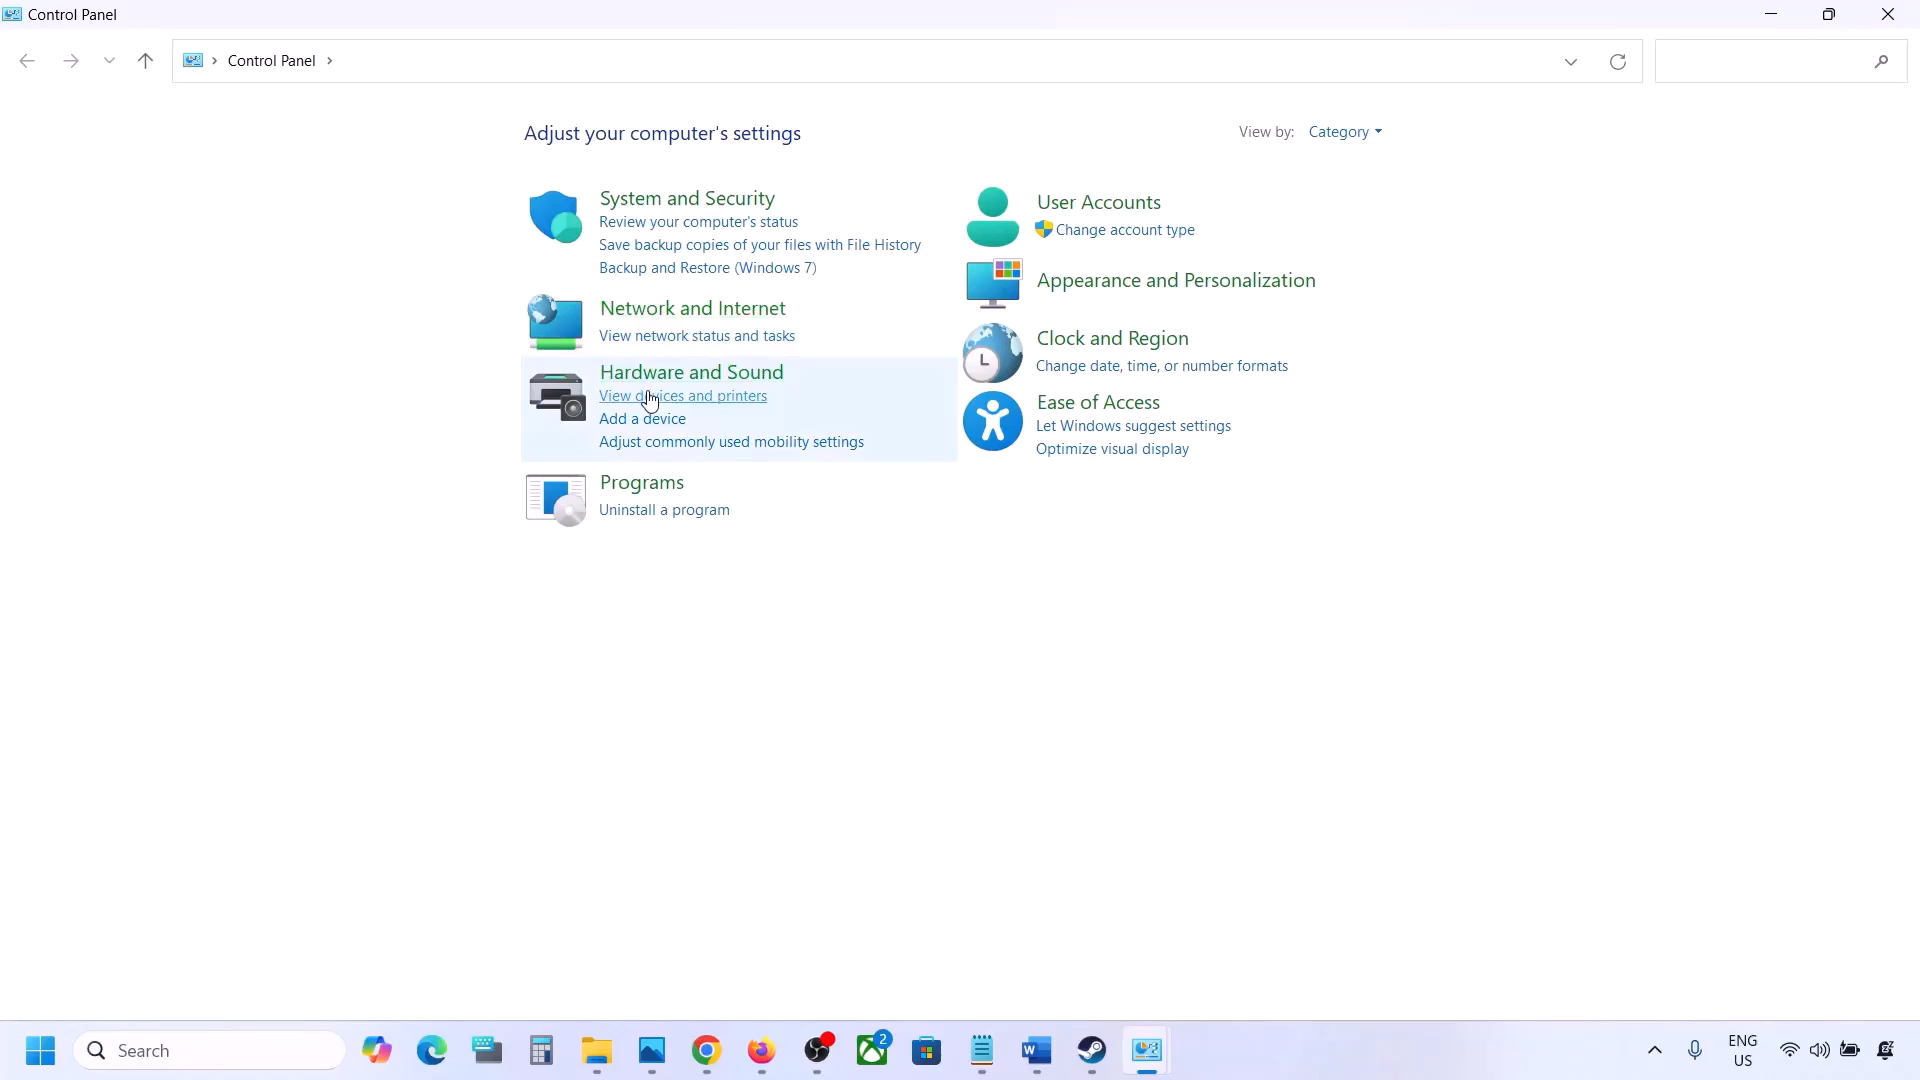 Control Panel
Control Panel
Adjust your computer's settings
View by: Category
System and Security
Review your computer's status
Save backup copies of your files with File History
Backup and Restore (Windows 7)
Network and Internet
View network status and tasks
Hardware and Sound
View devices and printers
Add a device
Adjust commonly used mobility settings
Programs
Uninstall a program
User Accounts
Change account type
Appearance and Personalization
Clock and Region
Change date, time, or number formats
Ease of Access
Let Windows suggest settings
Optimize visual display
Search
2
ENG
US